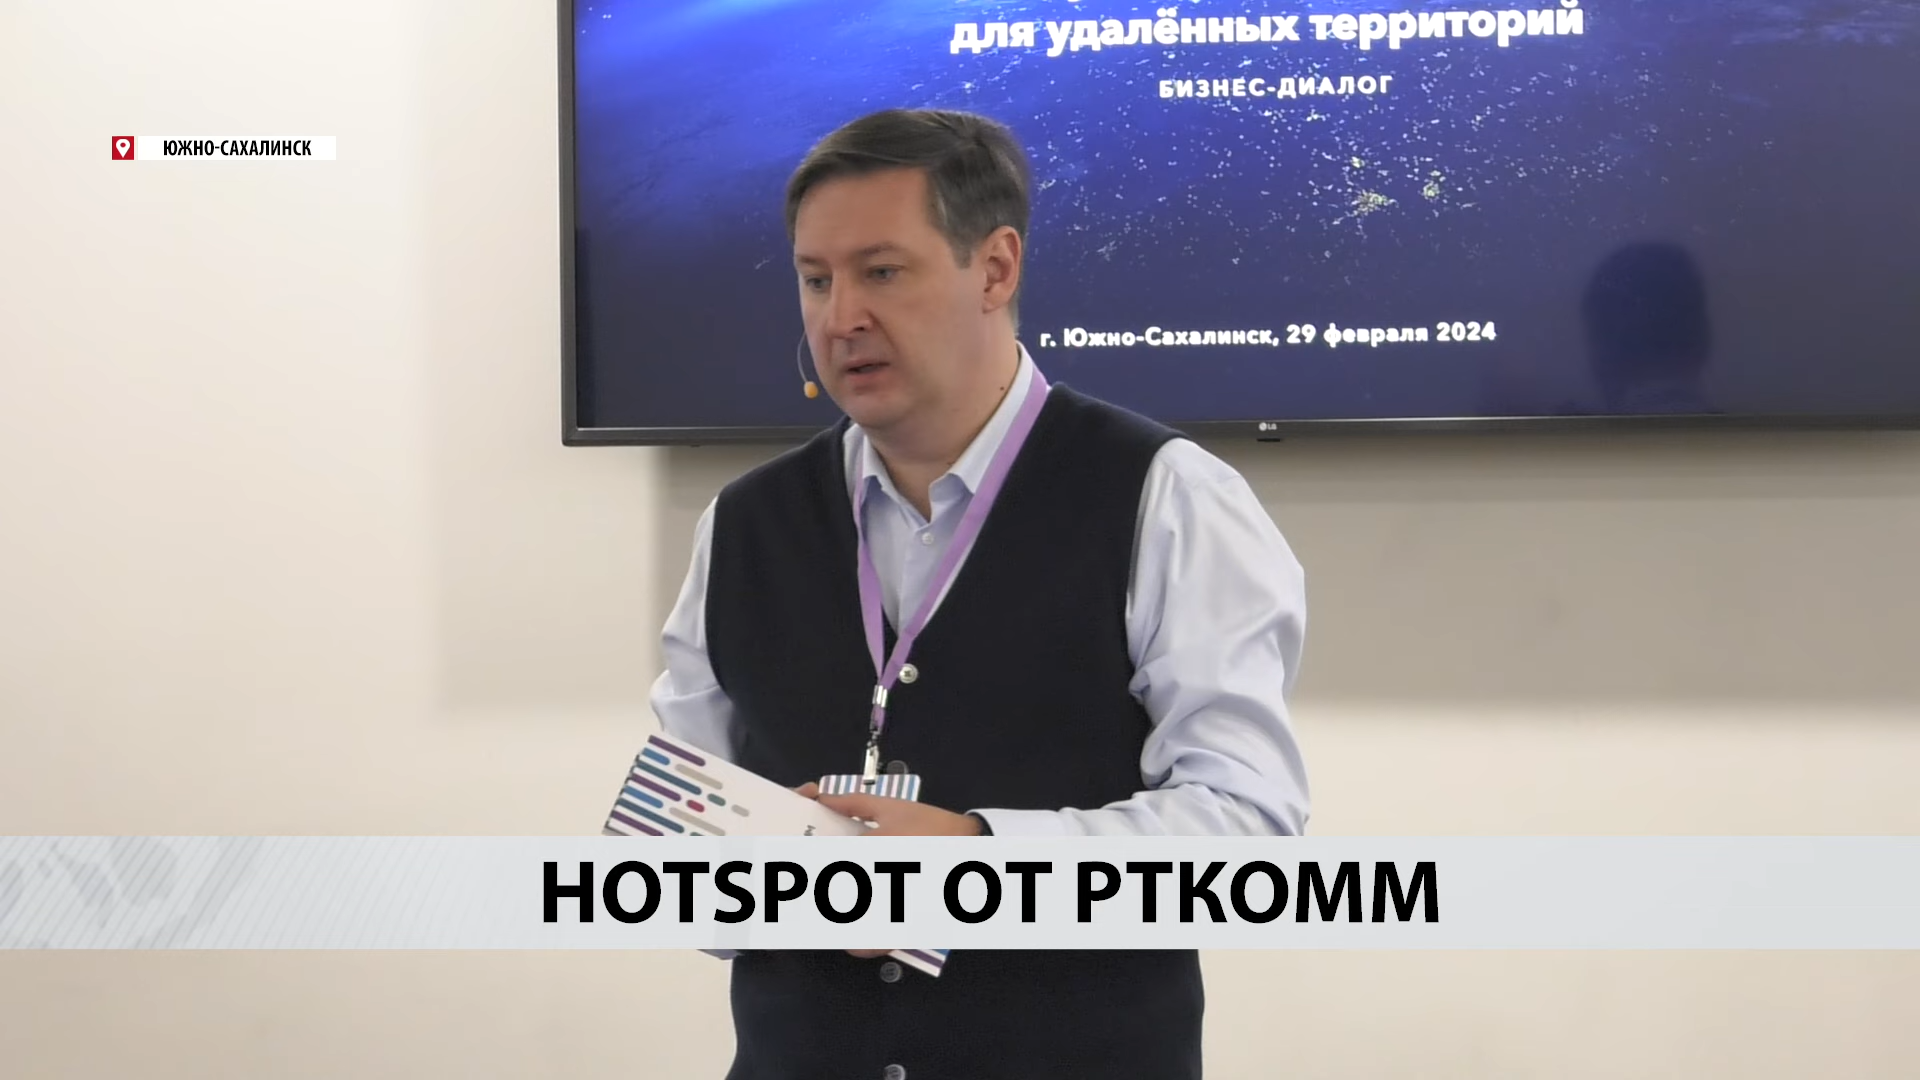 для удалённых территорий
БИЗНЕС-ДИАЛОГ
ЮЖНО-САХАЛИНСК
г. Южно-Сахалинск, 29 февраля 2024
LG
HOTSPOT ОТ РТКОММ